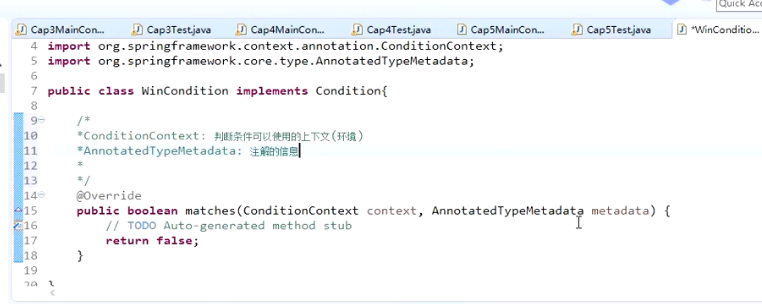 Quick Acc
Cap3MainCon... Cap3Test.java Cap4MainCon... Cap4Test.java Cap5MainCon... Cap5Test.java *WinConditio...
4 import org.springframework.context.annotation.ConditionContext;
5 import org.springframework.core.type.AnnotatedTypeMetadata;
6
7 public class WinCondition implements Condition{
8
9 /*
10 *ConditionContext: 判断条件可以使用的上下文(环境)
11 *AnnotatedTypeMetadata: 注解的信息
12 *
13 */
14 @Override
15 public boolean matches(ConditionContext context, AnnotatedTypeMetadata metadata) {
16 // TODO Auto-generated method stub
17 return false;
18 }
19
20 }